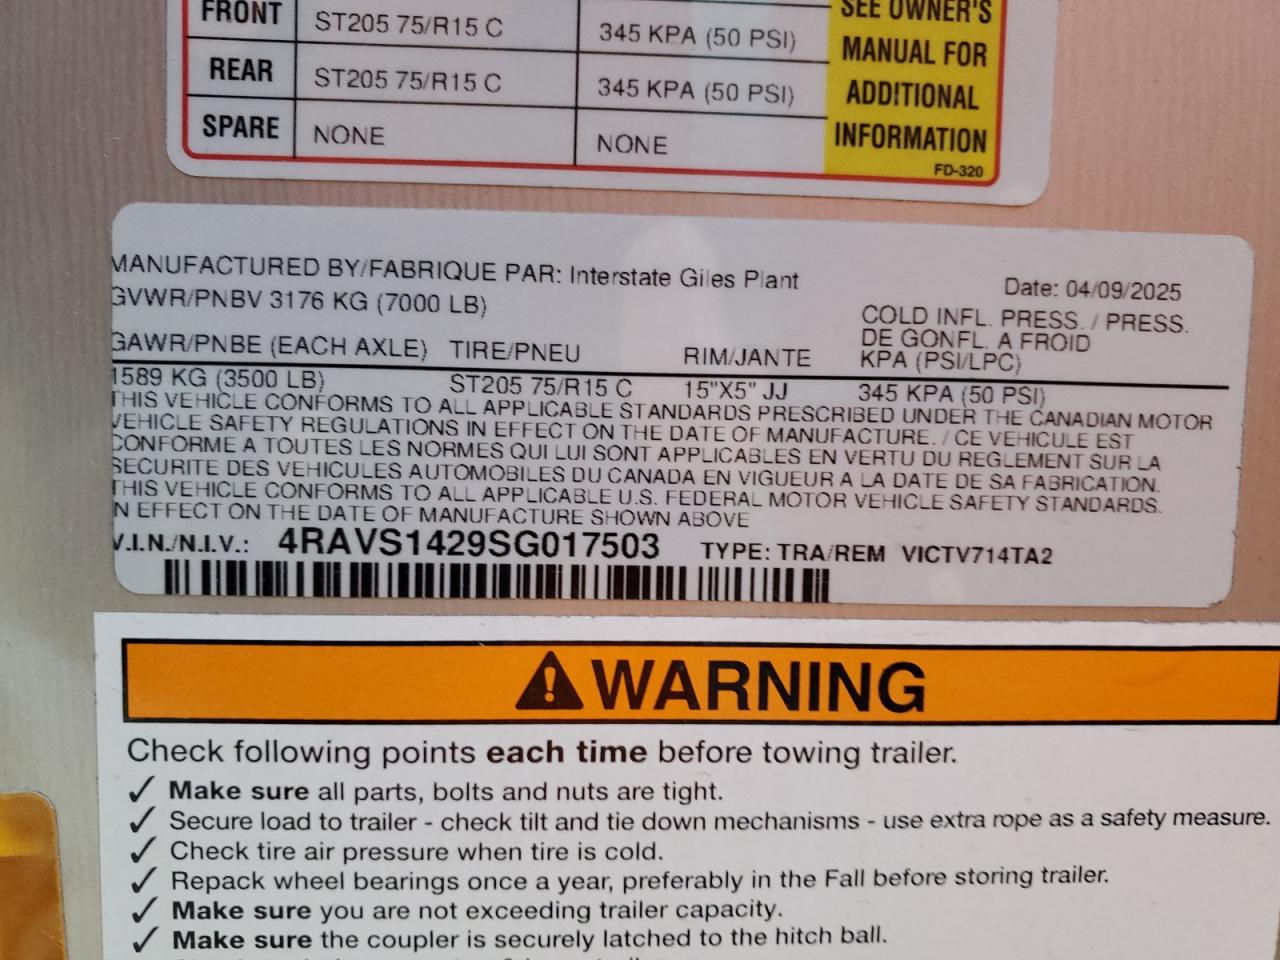 FRONT ST205 75/R15 C 345 KPA (50 PSI) SEE OWNER'S
MANUAL FOR
REAR ST205 75/R15 C 345 KPA (50 PSI) ADDITIONAL
SPARE NONE NONE INFORMATION
FD-320
MANUFACTURED BY/FABRIQUE PAR: Interstate Giles Plant Date: 04/09/2025
GVWR/PNBV 3176 KG (7000 LB)
GAWR/PNBE (EACH AXLE) TIRE/PNEU RIM/JANTE COLD INFL. PRESS. / PRESS.
DE GONFL. A FROID
KPA (PSI/LPC)
1589 KG (3500 LB) ST205 75/R15 C 15"X5" JJ 345 KPA (50 PSI)
THIS VEHICLE CONFORMS TO ALL APPLICABLE STANDARDS PRESCRIBED UNDER THE CANADIAN MOTOR
VEHICLE SAFETY REGULATIONS IN EFFECT ON THE DATE OF MANUFACTURE. / CE VEHICULE EST
CONFORME A TOUTES LES NORMES QUI LUI SONT APPLICABLES EN VERTU DU REGLEMENT SUR LA
SECURITE DES VEHICULES AUTOMOBILES DU CANADA EN VIGUEUR A LA DATE DE SA FABRICATION.
THIS VEHICLE CONFORMS TO ALL APPLICABLE U.S. FEDERAL MOTOR VEHICLE SAFETY STANDARDS.
IN EFFECT ON THE DATE OF MANUFACTURE SHOWN ABOVE
V.I.N./N.I.V.: 4RAVS1429SG017503 TYPE: TRA/REM VICTV714TA2
WARNING
Check following points each time before towing trailer.
✓ Make sure all parts, bolts and nuts are tight.
✓ Secure load to trailer - check tilt and tie down mechanisms - use extra rope as a safety measure.
✓ Check tire air pressure when tire is cold.
✓ Repack wheel bearings once a year, preferably in the Fall before storing trailer.
✓ Make sure you are not exceeding trailer capacity.
✓ Make sure the coupler is securely latched to the hitch ball.